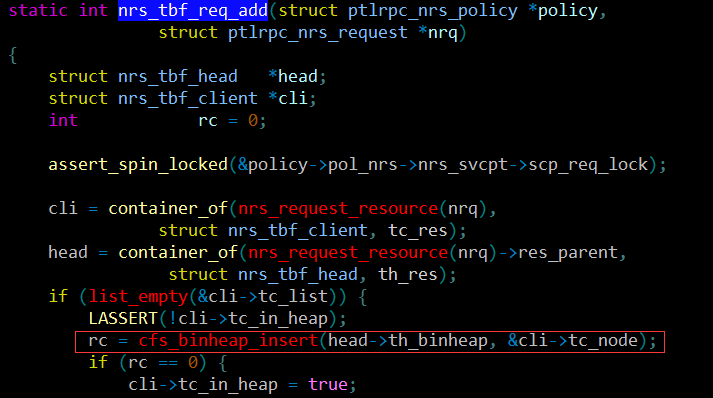 static int nrs_tbf_req_add(struct ptlrpc_nrs_policy *policy,
struct ptlrpc_nrs_request *nrq)
{
struct nrs_tbf_head *head;
struct nrs_tbf_client *cli;
int rc = 0;
assert_spin_locked(&policy->pol_nrs->nrs_svcpt->scp_req_lock);
cli = container_of(nrs_request_resource(nrq),
struct nrs_tbf_client, tc_res);
head = container_of(nrs_request_resource(nrq)->res_parent,
struct nrs_tbf_head, th_res);
if (list_empty(&cli->tc_list)) {
LASSERT(!cli->tc_in_heap);
rc = cfs_binheap_insert(head->th_binheap, &cli->tc_node);
if (rc == 0) {
cli->tc_in_heap = true;